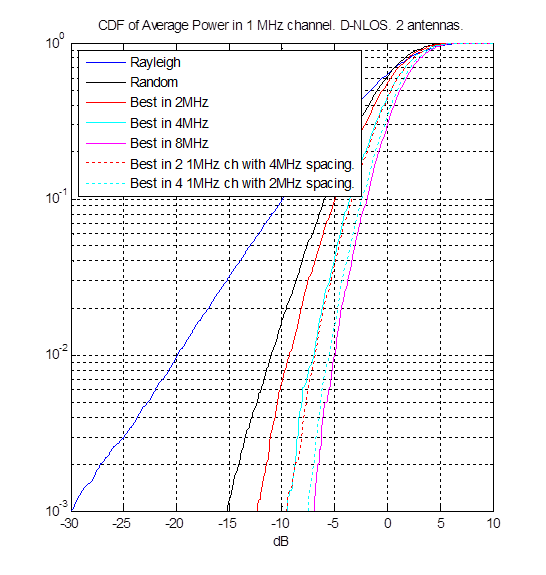 CDF of Average Power in 1 MHz channel. D-NLOS. 2 antennas.
Rayleigh
Random
Best in 2MHz
Best in 4MHz
Best in 8MHz
Best in 2 1MHz ch with 4MHz spacing.
Best in 4 1MHz ch with 2MHz spacing.
10^0
10^-1
10^-2
10^-3
-30 -25 -20 -15 -10 -5 0 5 10
dB